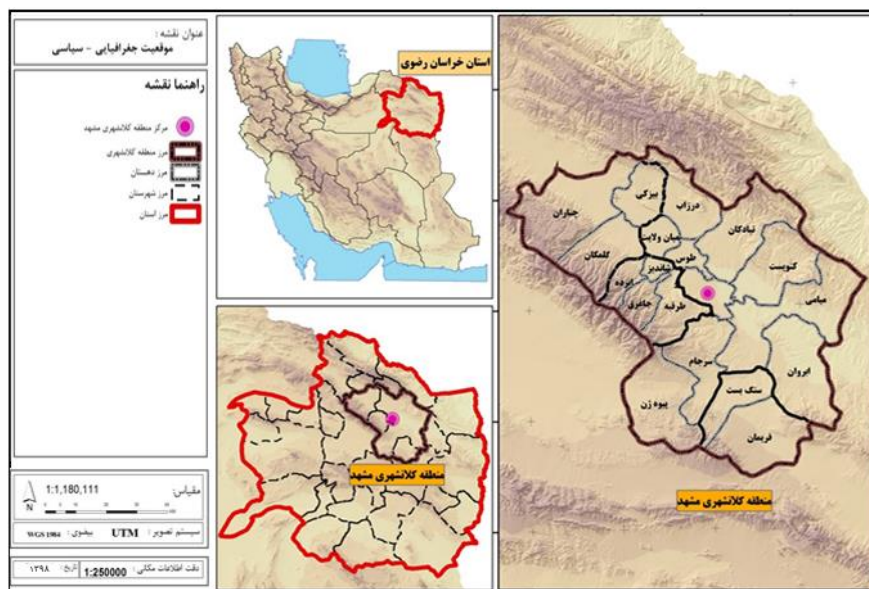 عنوان نقشه :
موقعیت جغرافیایی - سیاسی
راهنما نقشه
مرکز منطقه کلانشهری مشهد
مرز منطقه کلانشهری
مرز دهستان
مرز شهرستان
مرز استان
مقیاس:
1:1,180,111
N
سیستم تصویر : UTM بیضوی : WGS 1984
دقت اطلاعات مکانی : 1:250000 تاریخ : ۱۳۹۸
استان خراسان رضوی
منطقه کلانشهری مشهد
بیزکی
درزاب
چناران
میان ولایت
تبادکان
طوس
گلمکان
شاندیز
کنویست
ابرده
میامی
جاغرق
طرقبه
سرجام
ابروان
سنگ بست
پیوه ژن
فریمان
منطقه کلانشهری مشهد